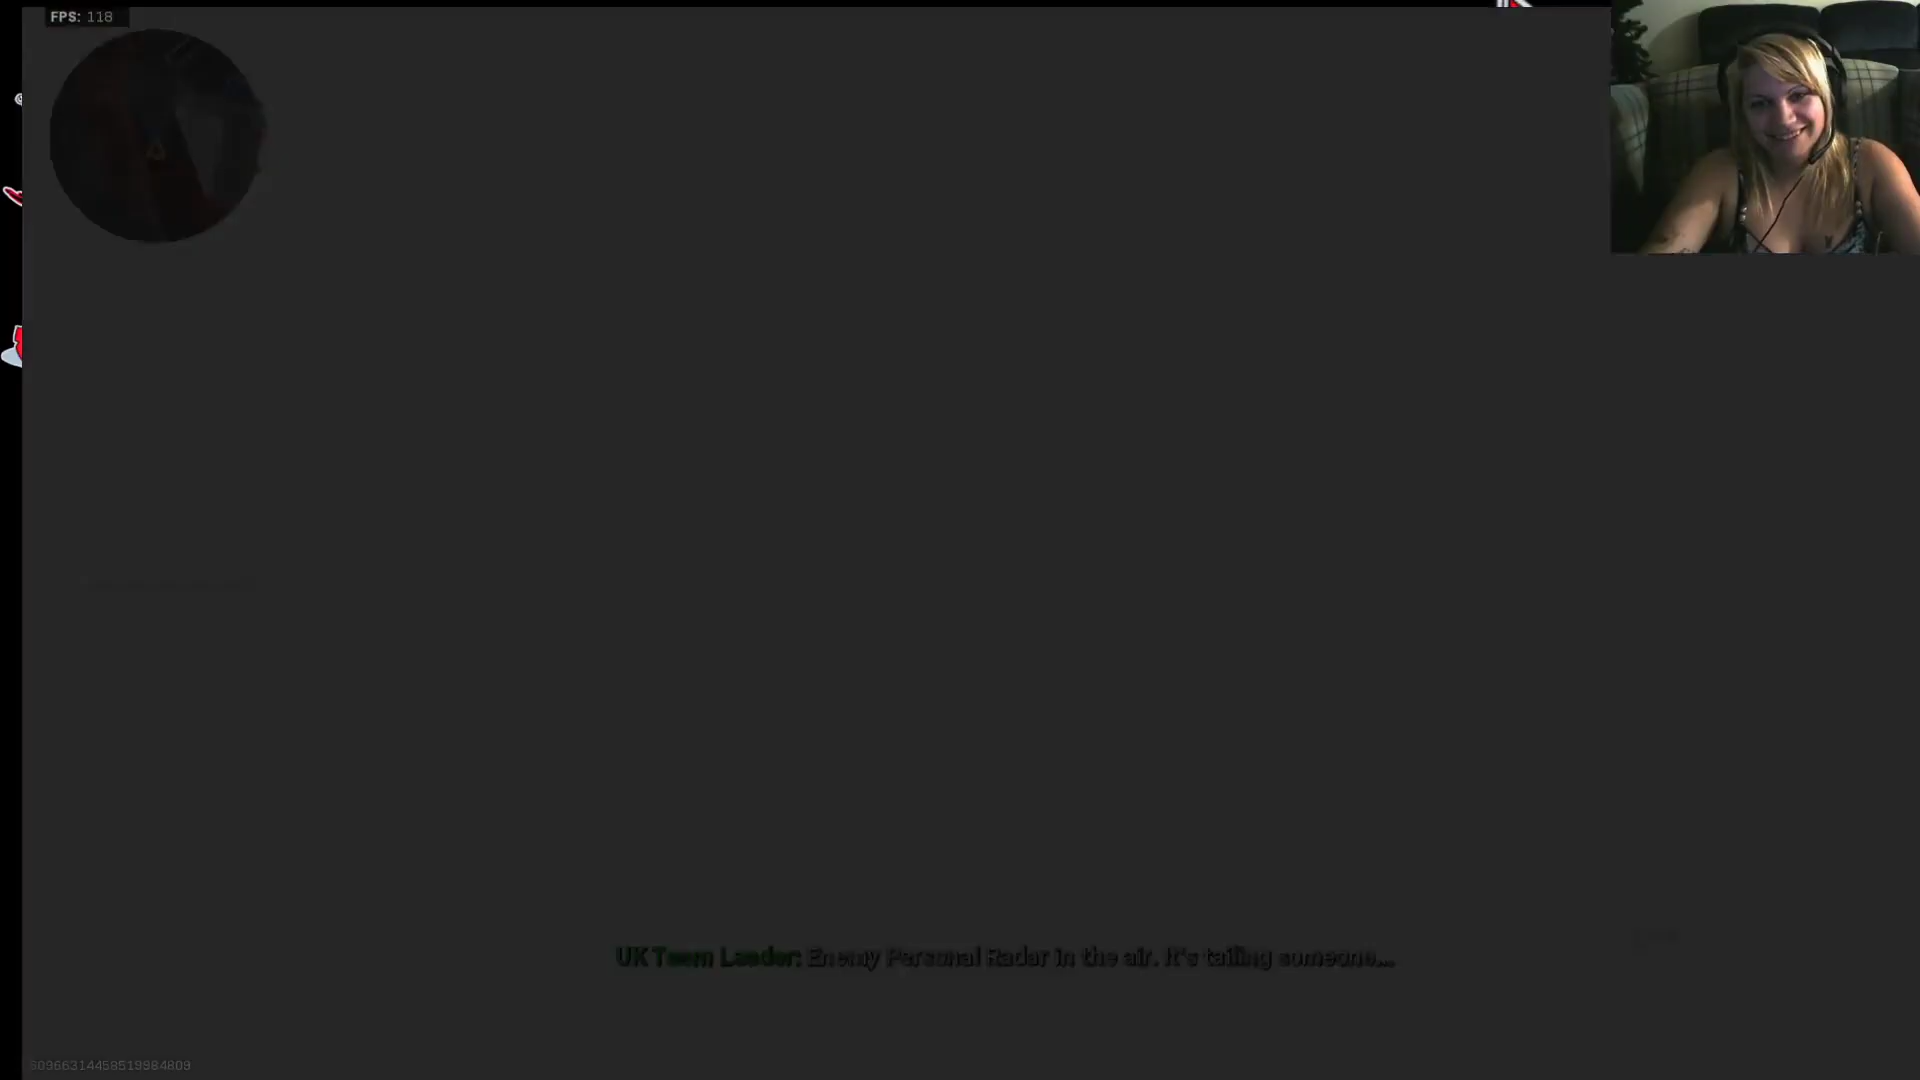 FPS: 118
UK Team Leader: Enemy Personal Radar in the air. It's tailing someone...